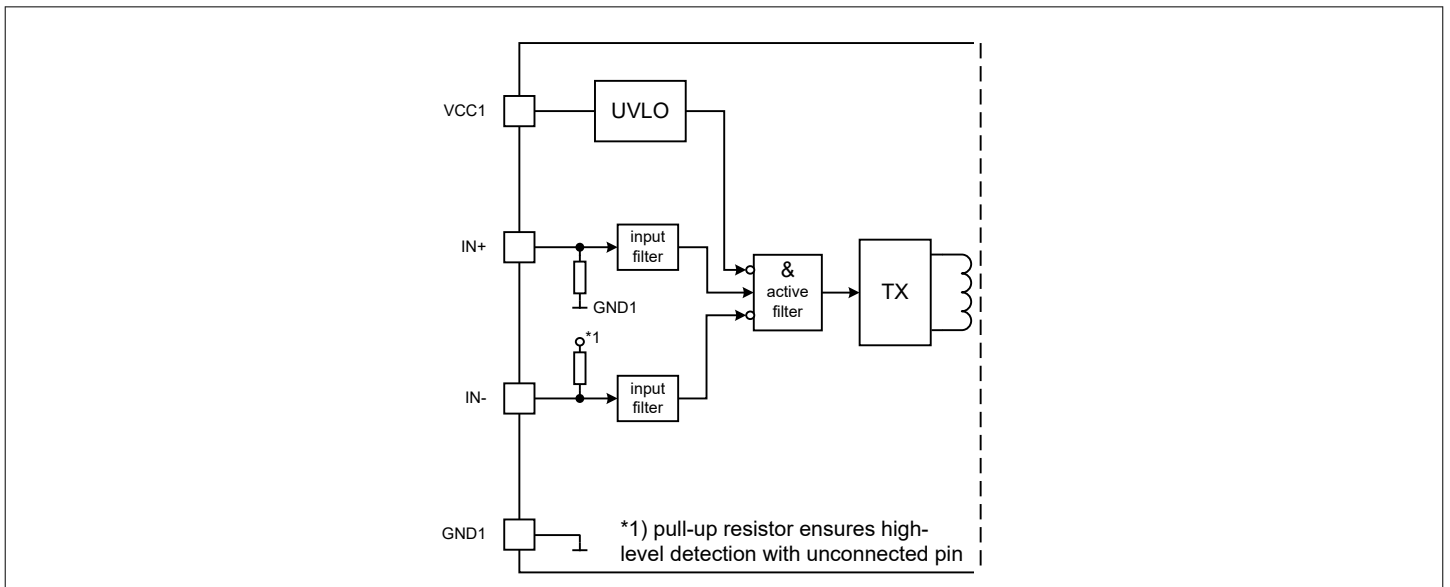 VCC1
UVLO
IN+
input
filter
GND1
&
active
filter
TX
*1
IN-
input
filter
GND1
*1) pull-up resistor ensures high-
level detection with unconnected pin